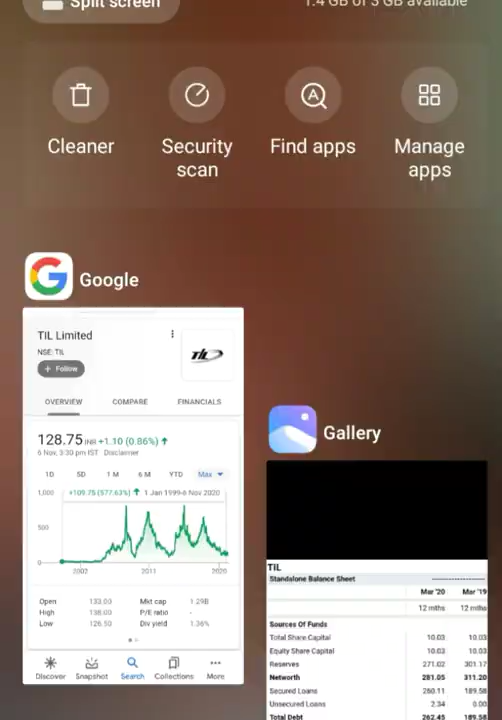 Split screen
1.4 GB of 3 GB available
Cleaner
Security scan
Find apps
Manage apps
Google
TIL Limited
NSE: TIL
+ Follow
TIL
OVERVIEW COMPARE FINANCIALS
128.75 INR +1.10 (0.86%) ↑
6 Nov, 3:30 pm IST Disclaimer
1D 5D 1 M 6 M YTD Max
1,000
+109.75 (577.63%) ↑ 1 Jan 1999-6 Nov 2020
500
0
2002 2011 2020
Open 133.00 Mkt cap 1.29B
High 138.00 P/E ratio -
Low 126.50 Div yield 1.36%
Discover Snapshot Search Collections More
Gallery
TIL
Standalone Balance Sheet
Mar '20 Mar '19
12 mths 12 mths
Sources Of Funds
Total Share Capital 10.03 10.03
Equity Share Capital 10.03 10.03
Reserves 271.02 301.17
Networth 281.05 311.20
Secured Loans 260.11 189.58
Unsecured Loans 2.34 0.00
Total Debt 262.45 189.58